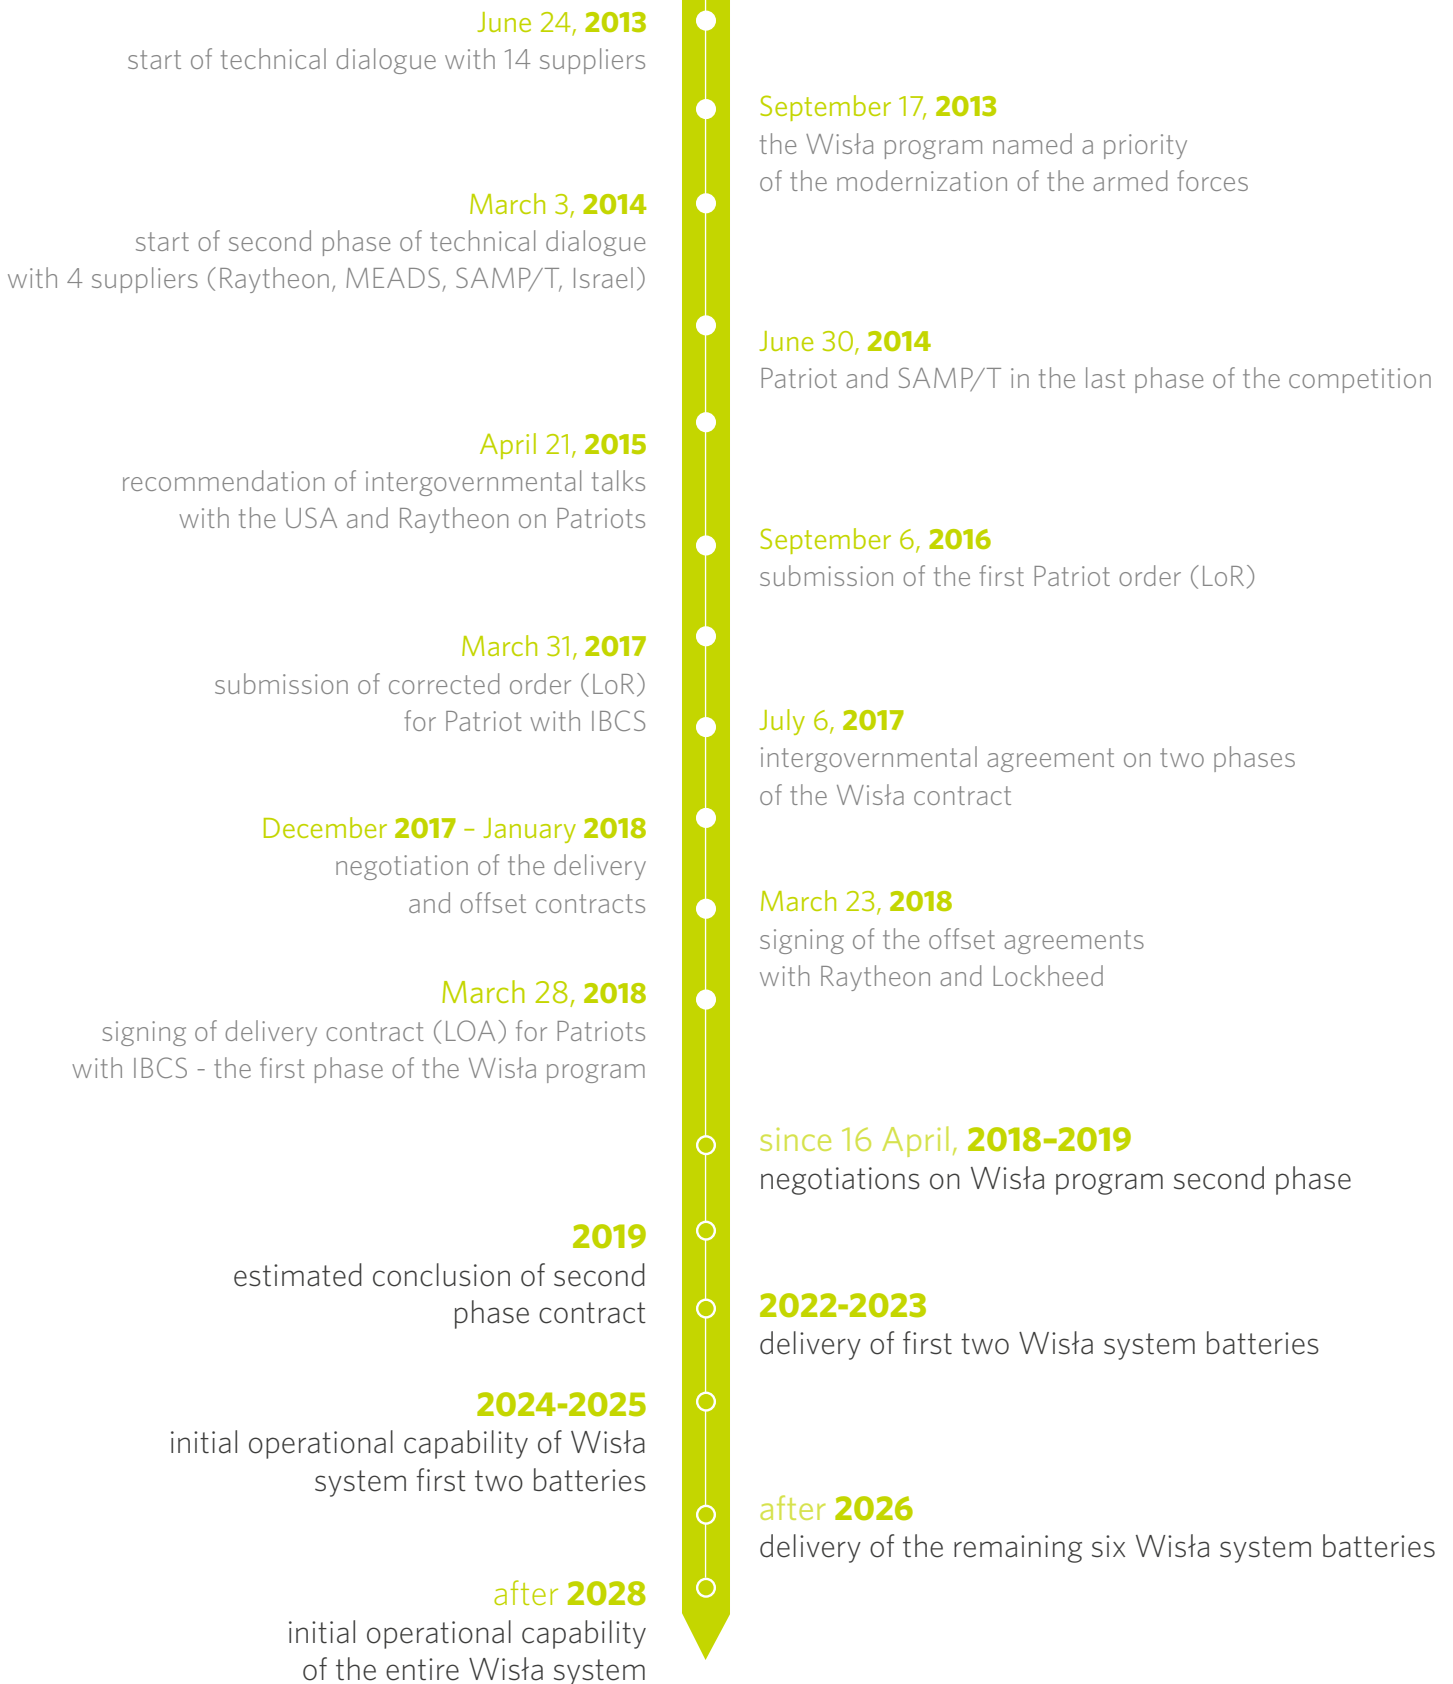 June 24, 2013
start of technical dialogue with 14 suppliers
September 17, 2013
the Wisła program named a priority
of the modernization of the armed forces
March 3, 2014
start of second phase of technical dialogue
with 4 suppliers (Raytheon, MEADS, SAMP/T, Israel)
June 30, 2014
Patriot and SAMP/T in the last phase of the competition
April 21, 2015
recommendation of intergovernmental talks
with the USA and Raytheon on Patriots
September 6, 2016
submission of the first Patriot order (LoR)
March 31, 2017
submission of corrected order (LoR)
for Patriot with IBCS
July 6, 2017
intergovernmental agreement on two phases
of the Wisła contract
December 2017 – January 2018
negotiation of the delivery
and offset contracts
March 23, 2018
signing of the offset agreements
with Raytheon and Lockheed
March 28, 2018
signing of delivery contract (LOA) for Patriots
with IBCS - the first phase of the Wisła program
since 16 April, 2018–2019
negotiations on Wisła program second phase
2019
estimated conclusion of second
phase contract
2022-2023
delivery of first two Wisła system batteries
2024-2025
initial operational capability of Wisła
system first two batteries
after 2026
delivery of the remaining six Wisła system batteries
after 2028
initial operational capability
of the entire Wisła system